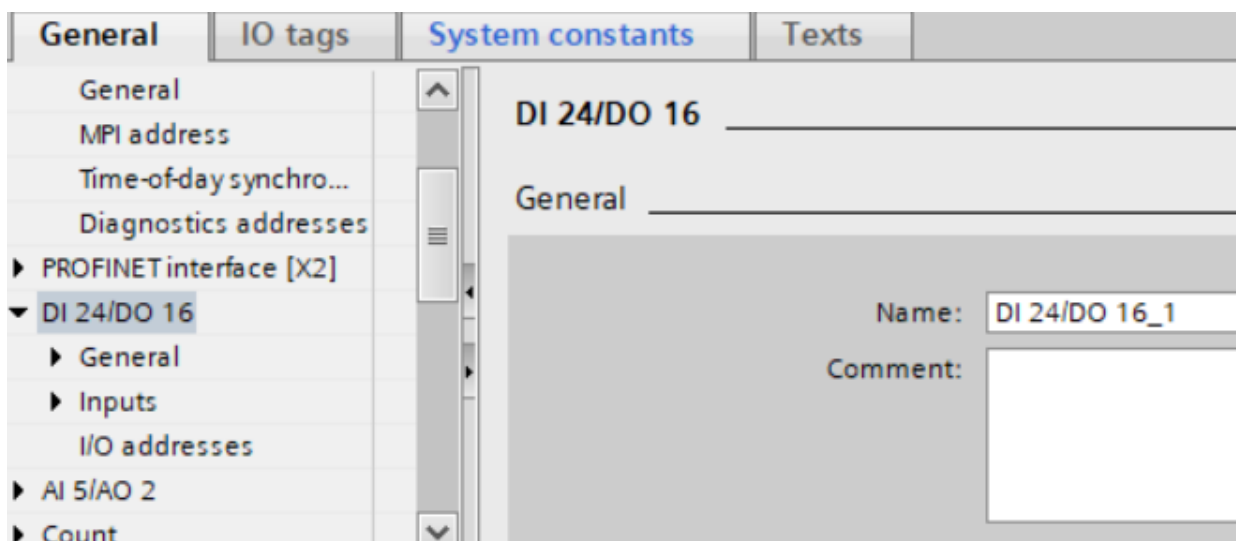 General IO tags System constants Texts
General
MPI address
Time-of-day synchro...
Diagnostics addresses
PROFINET interface [X2]
DI 24/DO 16
General
Inputs
I/O addresses
AI 5/AO 2
Count
DI 24/DO 16
General
Name: DI 24/DO 16_1
Comment: